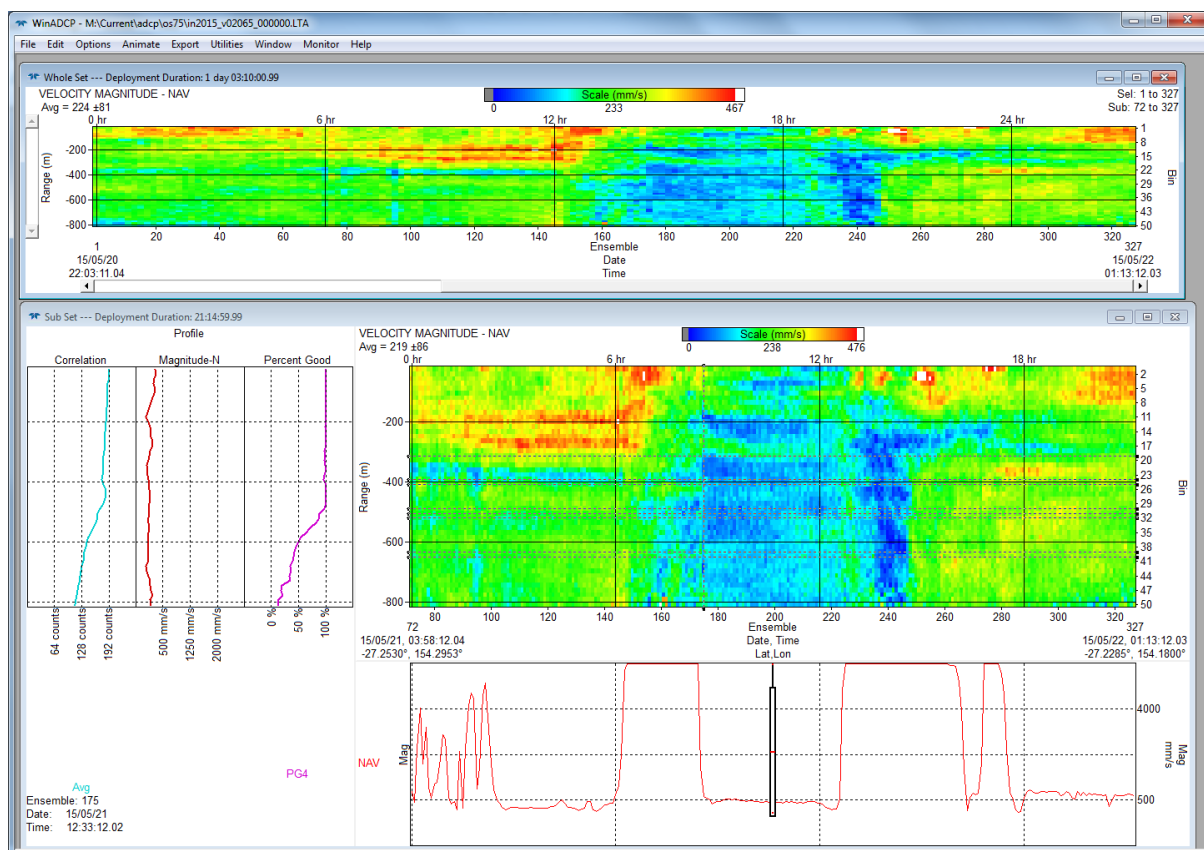 WinADCP - M:\Current\adcp\os75\in2015_v02065_000000.LTA
File Edit Options Animate Export Utilities Window Monitor Help
Whole Set --- Deployment Duration: 1 day 03:10:00.99
VELOCITY MAGNITUDE - NAV
Avg = 224 ±81
Scale (mm/s)
0 233 467
Sel: 1 to 327
Sub: 72 to 327
0 hr 6 hr 12 hr 18 hr 24 hr
Range (m)
-200
-400
-600
-800
1
8
15
22
29
36
43
50
Bin
20 40 60 80 100 120 140 160 180 200 220 240 260 280 300 320
1 Ensemble 327
15/05/20 Date 15/05/22
22:03:11.04 Time 01:13:12.03
Sub Set --- Deployment Duration: 21:14:59.99
Profile
Correlation Magnitude-N Percent Good
64 counts
128 counts
192 counts
500 mm/s
1250 mm/s
2000 mm/s
0 %
50 %
100 %
Avg
PG4
Ensemble: 175
Date: 15/05/21
Time: 12:33:12.02
VELOCITY MAGNITUDE - NAV
Avg = 219 ±86
Scale (mm/s)
0 238 476
0 hr 6 hr 12 hr 18 hr
Range (m)
-200
-400
-600
-800
2
5
8
11
14
17
20
23
26
29
32
35
38
41
44
47
50
Bin
80 100 120 140 160 180 200 220 240 260 280 300 320
72 Ensemble 327
15/05/21, 03:58:12.04 Date, Time 15/05/22, 01:13:12.03
-27.2530°, 154.2953° Lat,Lon -27.2285°, 154.1800°
NAV
Mag
4000
500
Mag
mm/s